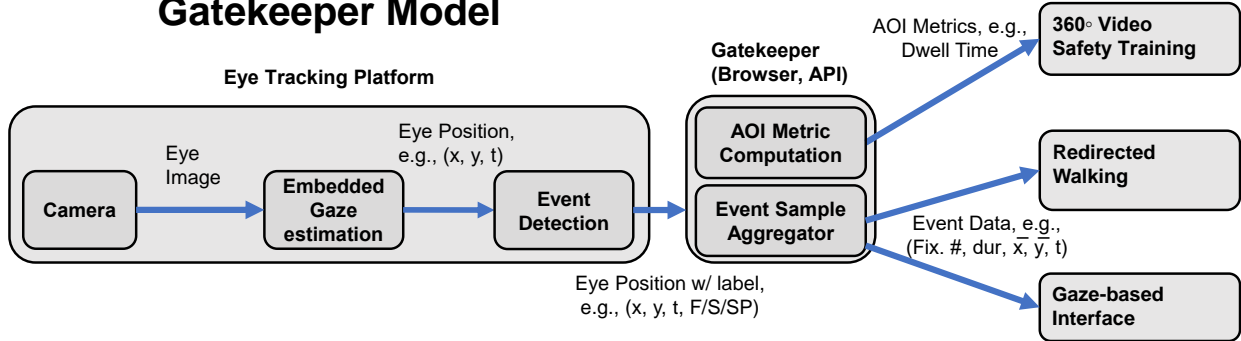 Gatekeeper Model
Eye Tracking Platform
Camera
Eye
Image
Embedded
Gaze
estimation
Eye Position,
e.g., (x, y, t)
Event
Detection
Eye Position w/ label,
e.g., (x, y, t, F/S/SP)
Gatekeeper
(Browser, API)
AOI Metric
Computation
Event Sample
Aggregator
AOI Metrics, e.g.,
Dwell Time
360◦ Video
Safety Training
Redirected
Walking
Event Data, e.g.,
(Fix. #, dur, x̅, y̅, t)
Gaze-based
Interface